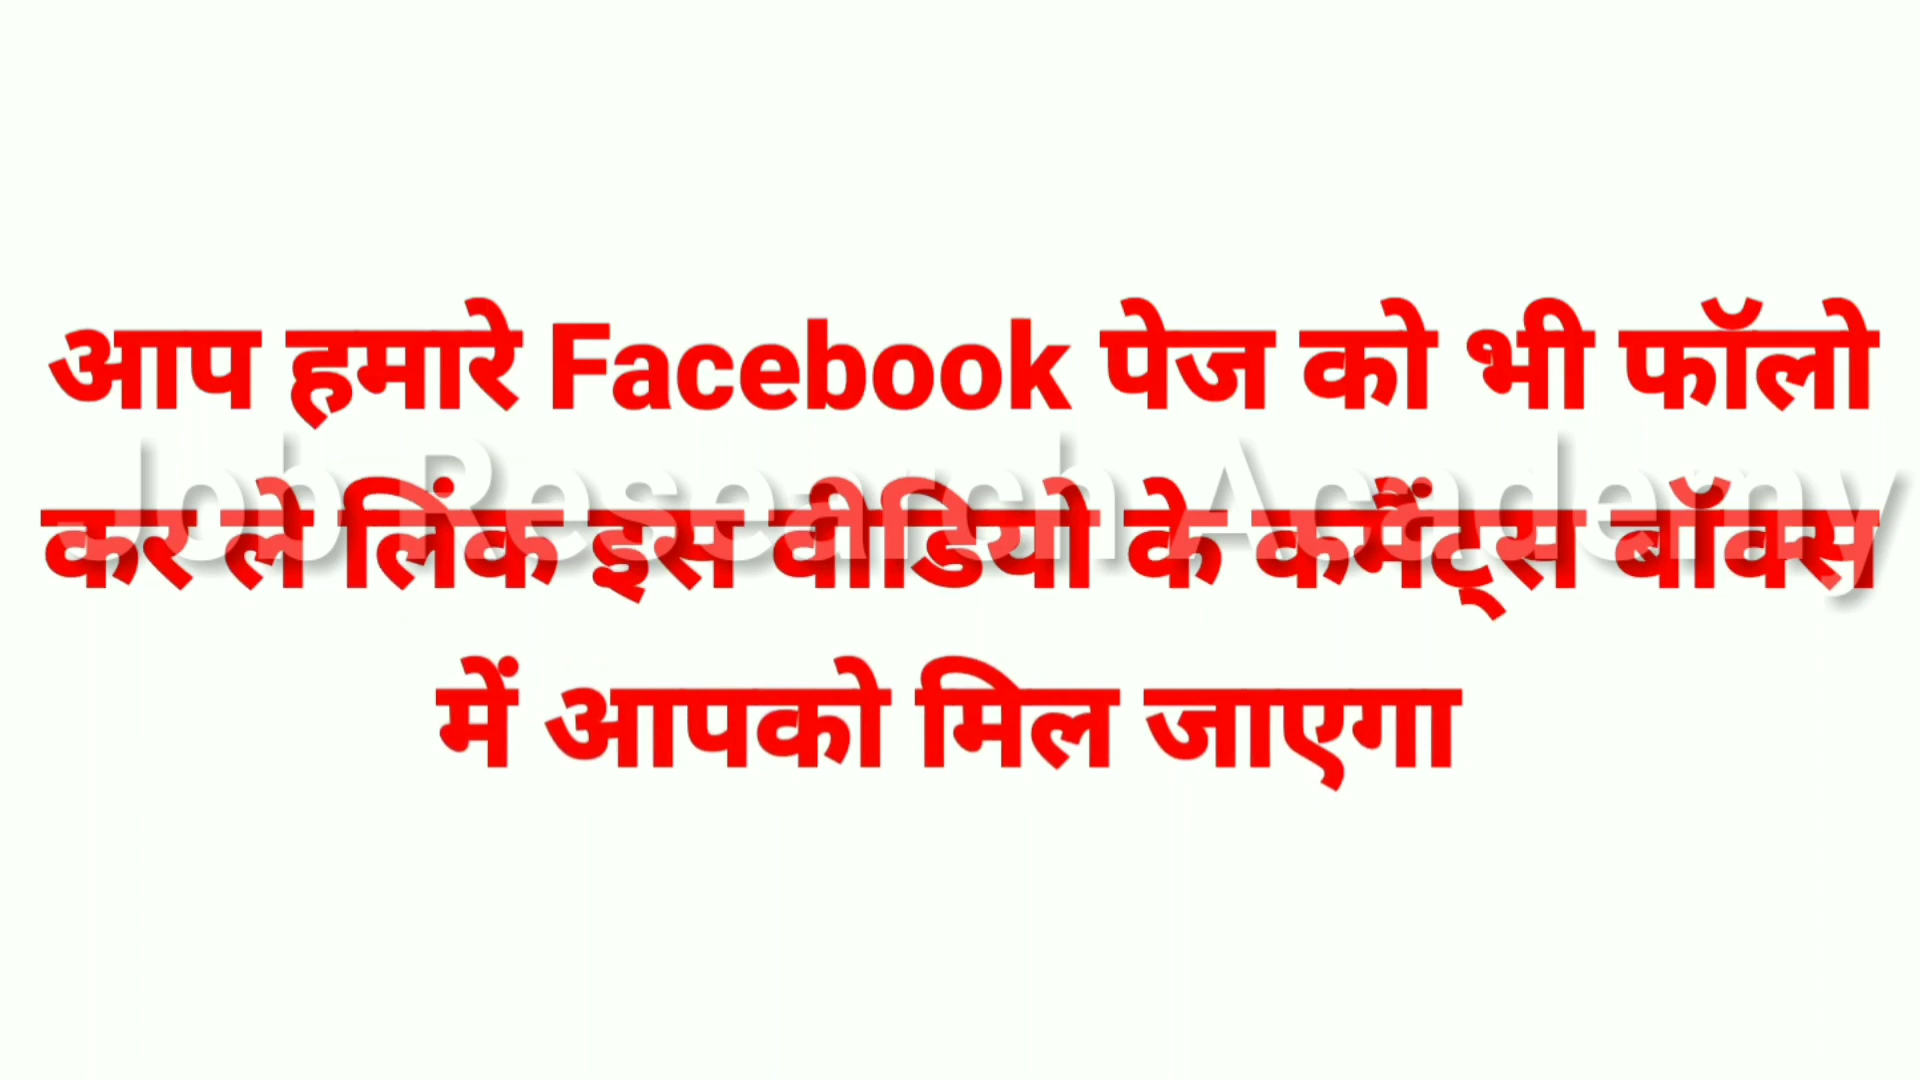 आप हमारे Facebook पेज को भी फॉलो
Job Research Academy
कर ले लिंक इस वीडियो के कमैंट्स बॉक्स
में आपको मिल जाएगा